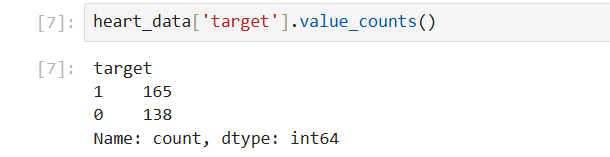 [7]: heart_data['target'].value_counts()
[7]: target
1    165
0    138
Name: count, dtype: int64